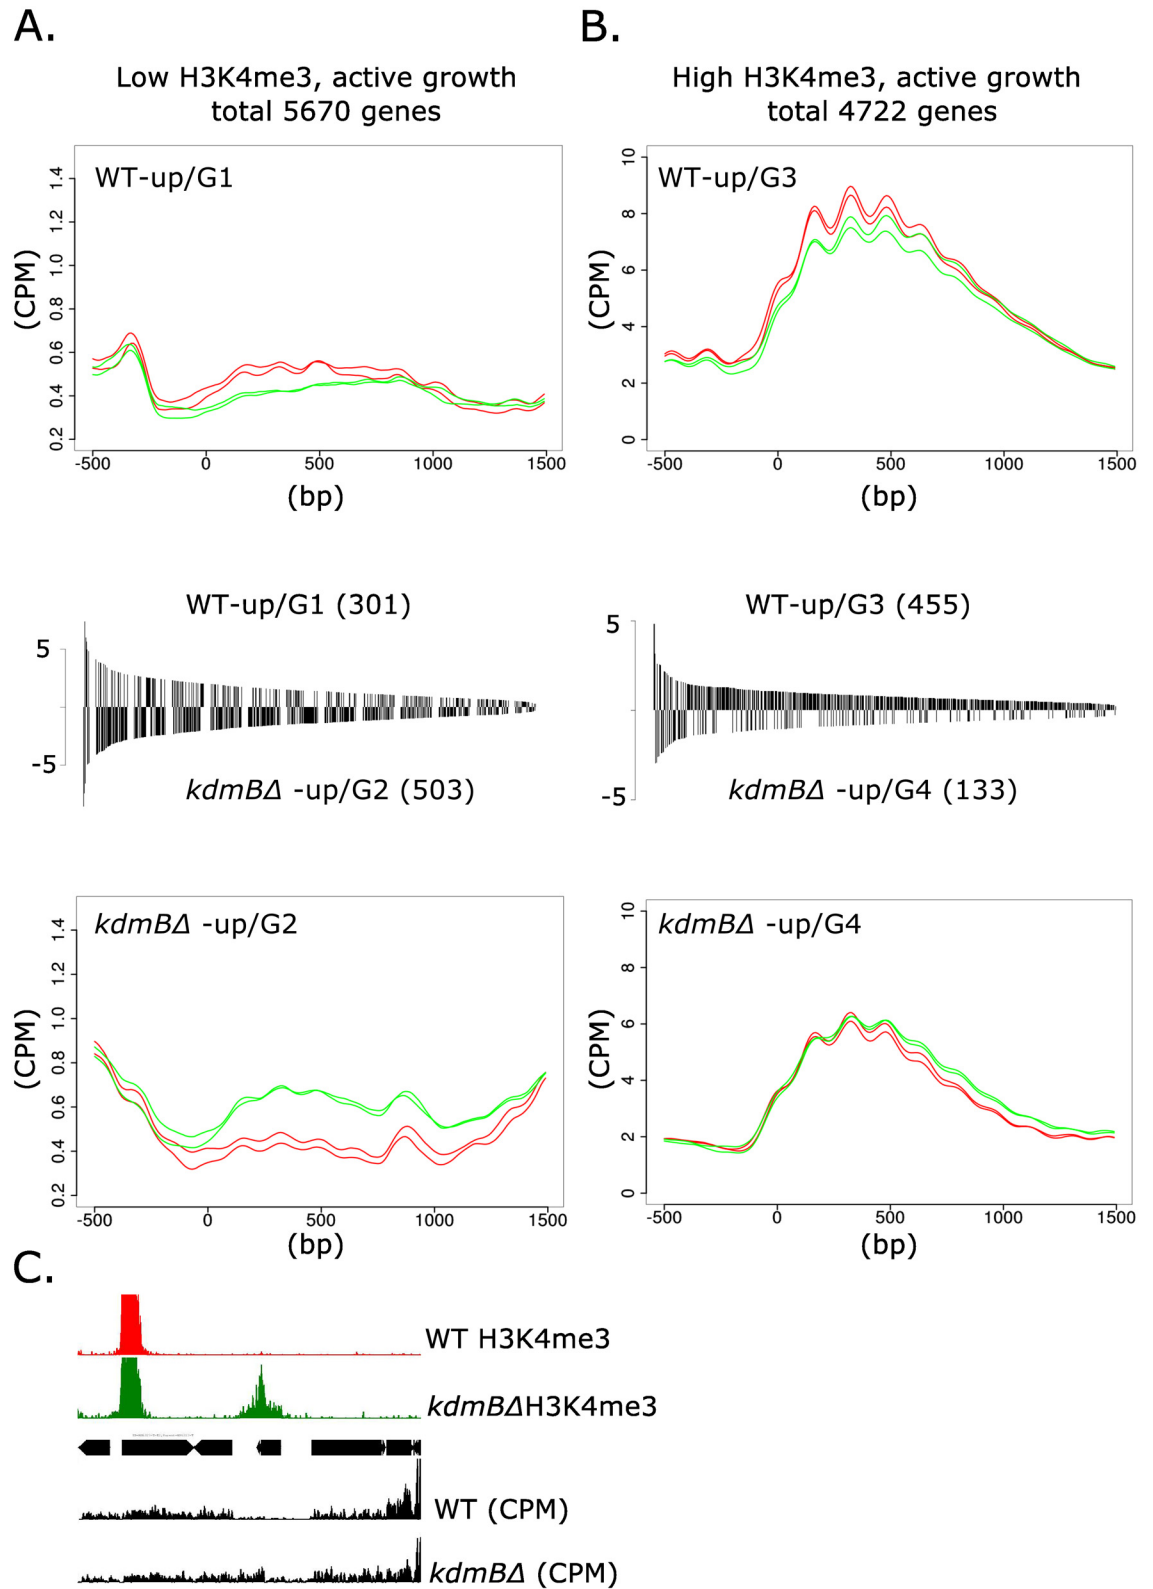 A.
Low H3K4me3, active growth
total 5670 genes
WT-up/G1
(CPM)
1.4
1.2
1.0
0.8
0.6
0.4
0.2
-500
0
500
1000
1500
(bp)
WT-up/G1 (301)
5
-5
kdmBΔ -up/G2 (503)
kdmBΔ -up/G2
(CPM)
1.4
1.2
1.0
0.8
0.6
0.4
0.2
-500
0
500
1000
1500
(bp)
B.
High H3K4me3, active growth
total 4722 genes
WT-up/G3
(CPM)
10
8
6
4
2
0
-500
0
500
1000
1500
(bp)
WT-up/G3 (455)
5
-5
kdmBΔ -up/G4 (133)
kdmBΔ -up/G4
(CPM)
10
8
6
4
2
0
-500
0
500
1000
1500
(bp)
C.
WT H3K4me3
kdmBΔH3K4me3
WT (CPM)
kdmBΔ (CPM)